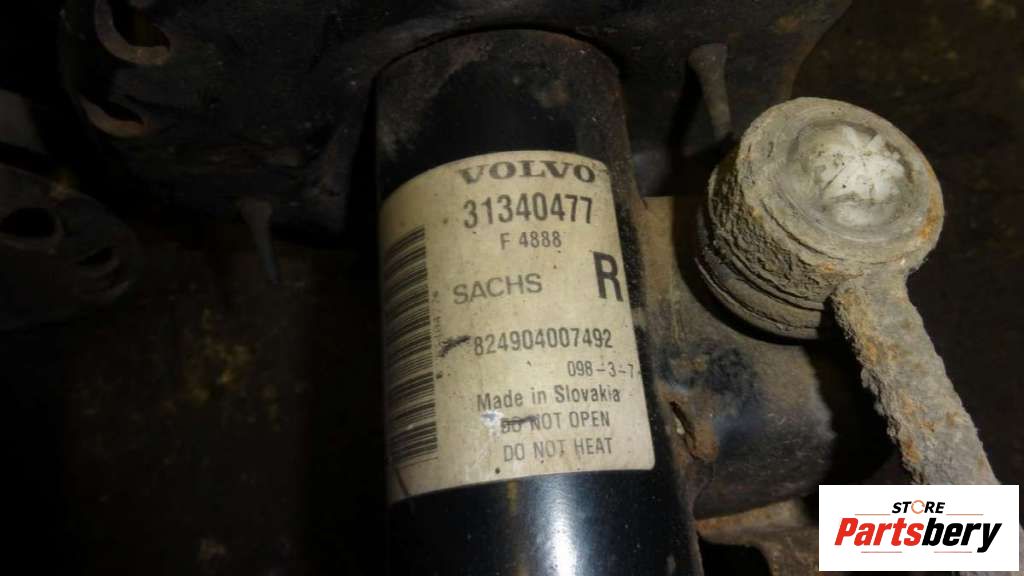 VOLVO
31340477
F 4888
SACHS R
824904007492
098-3-7
Made in Slovakia
DO NOT OPEN
DO NOT HEAT
STORE
Partsbery